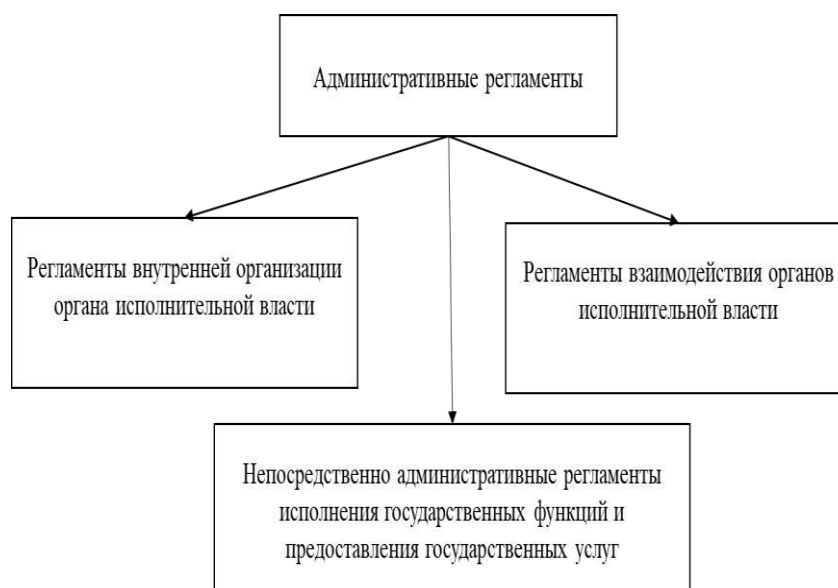 Административные регламенты
Регламенты внутренней организации
органа исполнительной власти
Регламенты взаимодействия органов
исполнительной власти
Непосредственно административные регламенты
исполнения государственных функций и
предоставления государственных услуг